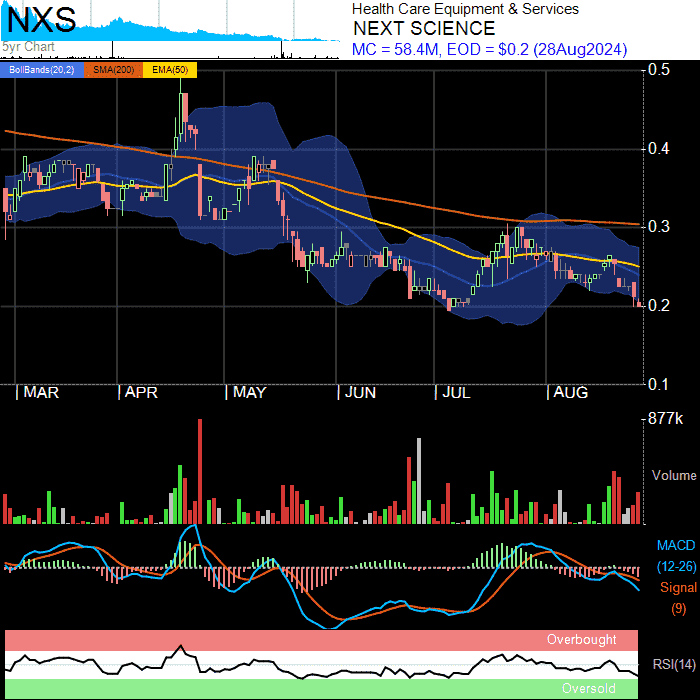 NXS
5yr Chart
Health Care Equipment & Services
NEXT SCIENCE
MC = 58.4M, EOD = $0.2 (28Aug2024)
BollBands(20,2) SMA(200) EMA(50)
0.5
0.4
0.3
0.2
0.1
MAR APR MAY JUN JUL AUG
877k
Volume
MACD
(12-26)
Signal
(9)
Overbought
RSI(14)
Oversold